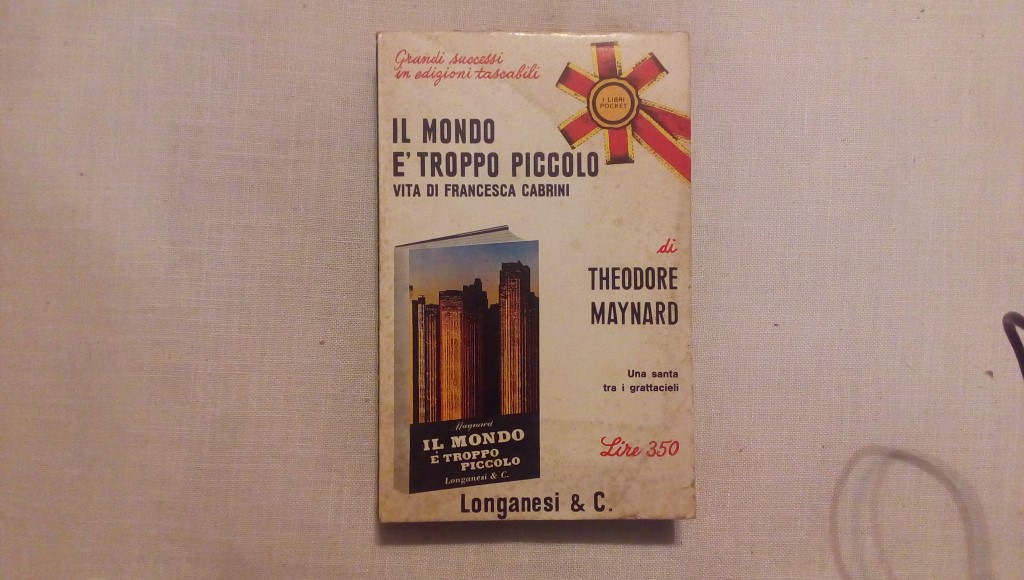 Grandi successi
in edizioni tascabili
I LIBRI
POCKET
IL MONDO
E' TROPPO PICCOLO
VITA DI FRANCESCA CABRINI
di
THEODORE
MAYNARD
Una santa
tra i grattacieli
Maynard
IL MONDO
È TROPPO
PICCOLO
Longanesi & C.
Lire 350
Longanesi & C.